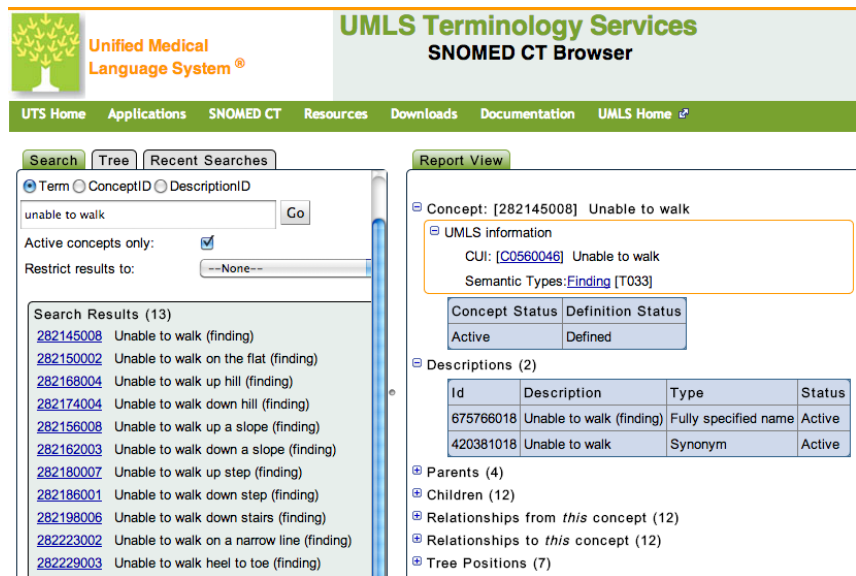 Unified Medical
Language System ®
UMLS Terminology Services
SNOMED CT Browser
UTS Home Applications SNOMED CT Resources Downloads Documentation UMLS Home
Search Tree Recent Searches
Term ConceptID DescriptionID
unable to walk Go
Active concepts only:
Restrict results to: --None--
Search Results (13)
282145008 Unable to walk (finding)
282150002 Unable to walk on the flat (finding)
282168004 Unable to walk up hill (finding)
282174004 Unable to walk down hill (finding)
282156008 Unable to walk up a slope (finding)
282162003 Unable to walk down a slope (finding)
282180007 Unable to walk up step (finding)
282186001 Unable to walk down step (finding)
282198006 Unable to walk down stairs (finding)
282223002 Unable to walk on a narrow line (finding)
282229003 Unable to walk heel to toe (finding)
Report View
Concept: [282145008] Unable to walk
UMLS information
CUI: [C0560046] Unable to walk
Semantic Types:Finding [T033]
Concept Status Definition Status
Active Defined
Descriptions (2)
Id Description Type Status
675766018 Unable to walk (finding) Fully specified name Active
420381018 Unable to walk Synonym Active
Parents (4)
Children (12)
Relationships from this concept (12)
Relationships to this concept (12)
Tree Positions (7)